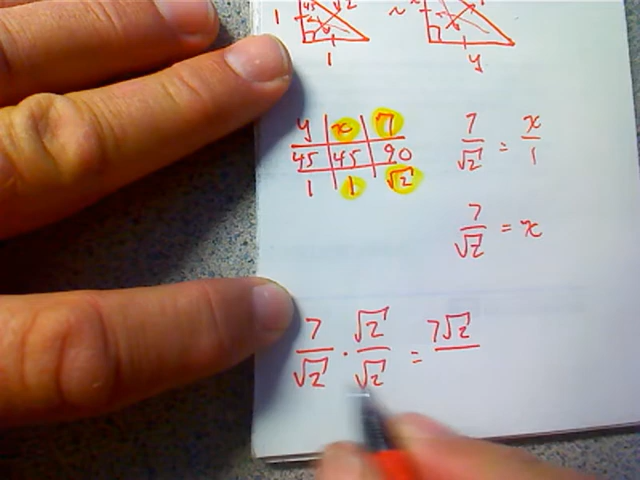 1 √2 ~
1 y
y | x | 7
45 | 45 | 90
1 | 1 | √2
7/√2 = x/1
7/√2 = x
7/√2 · √2/√2 = 7√2